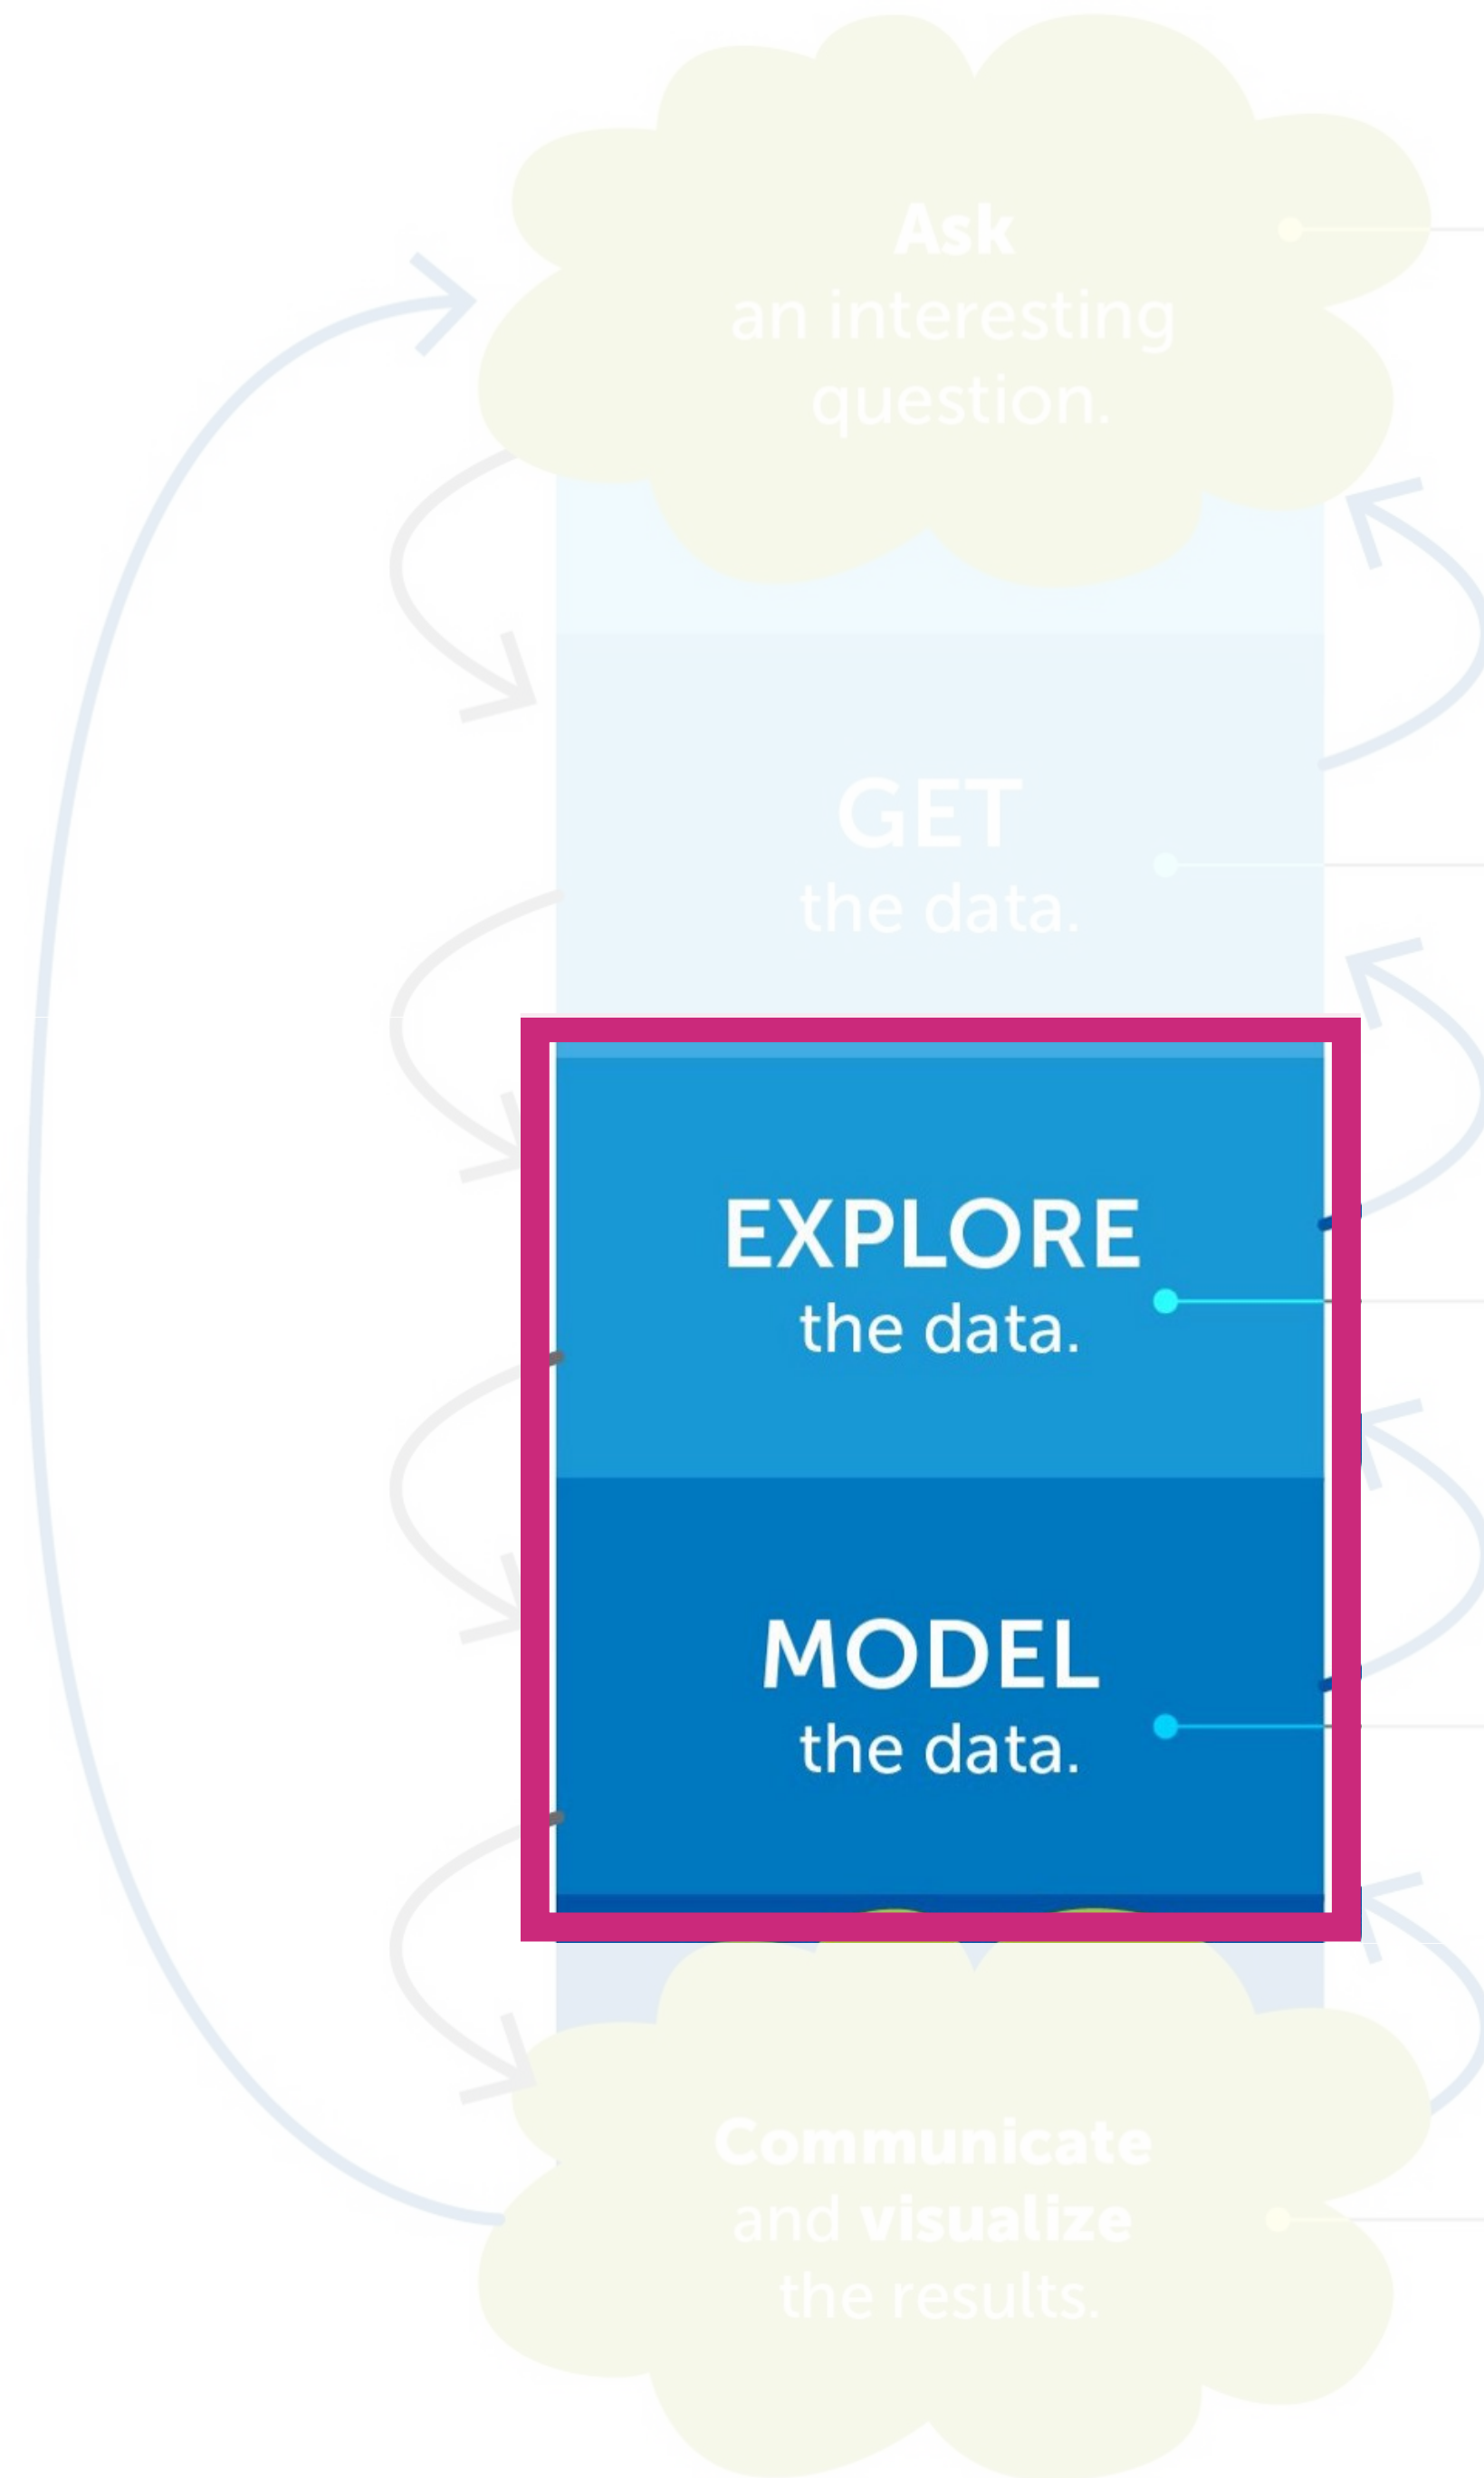 Ask
an interesting
question.
GET
the data.
EXPLORE
the data.
MODEL
the data.
Communicate
and visualize
the results.